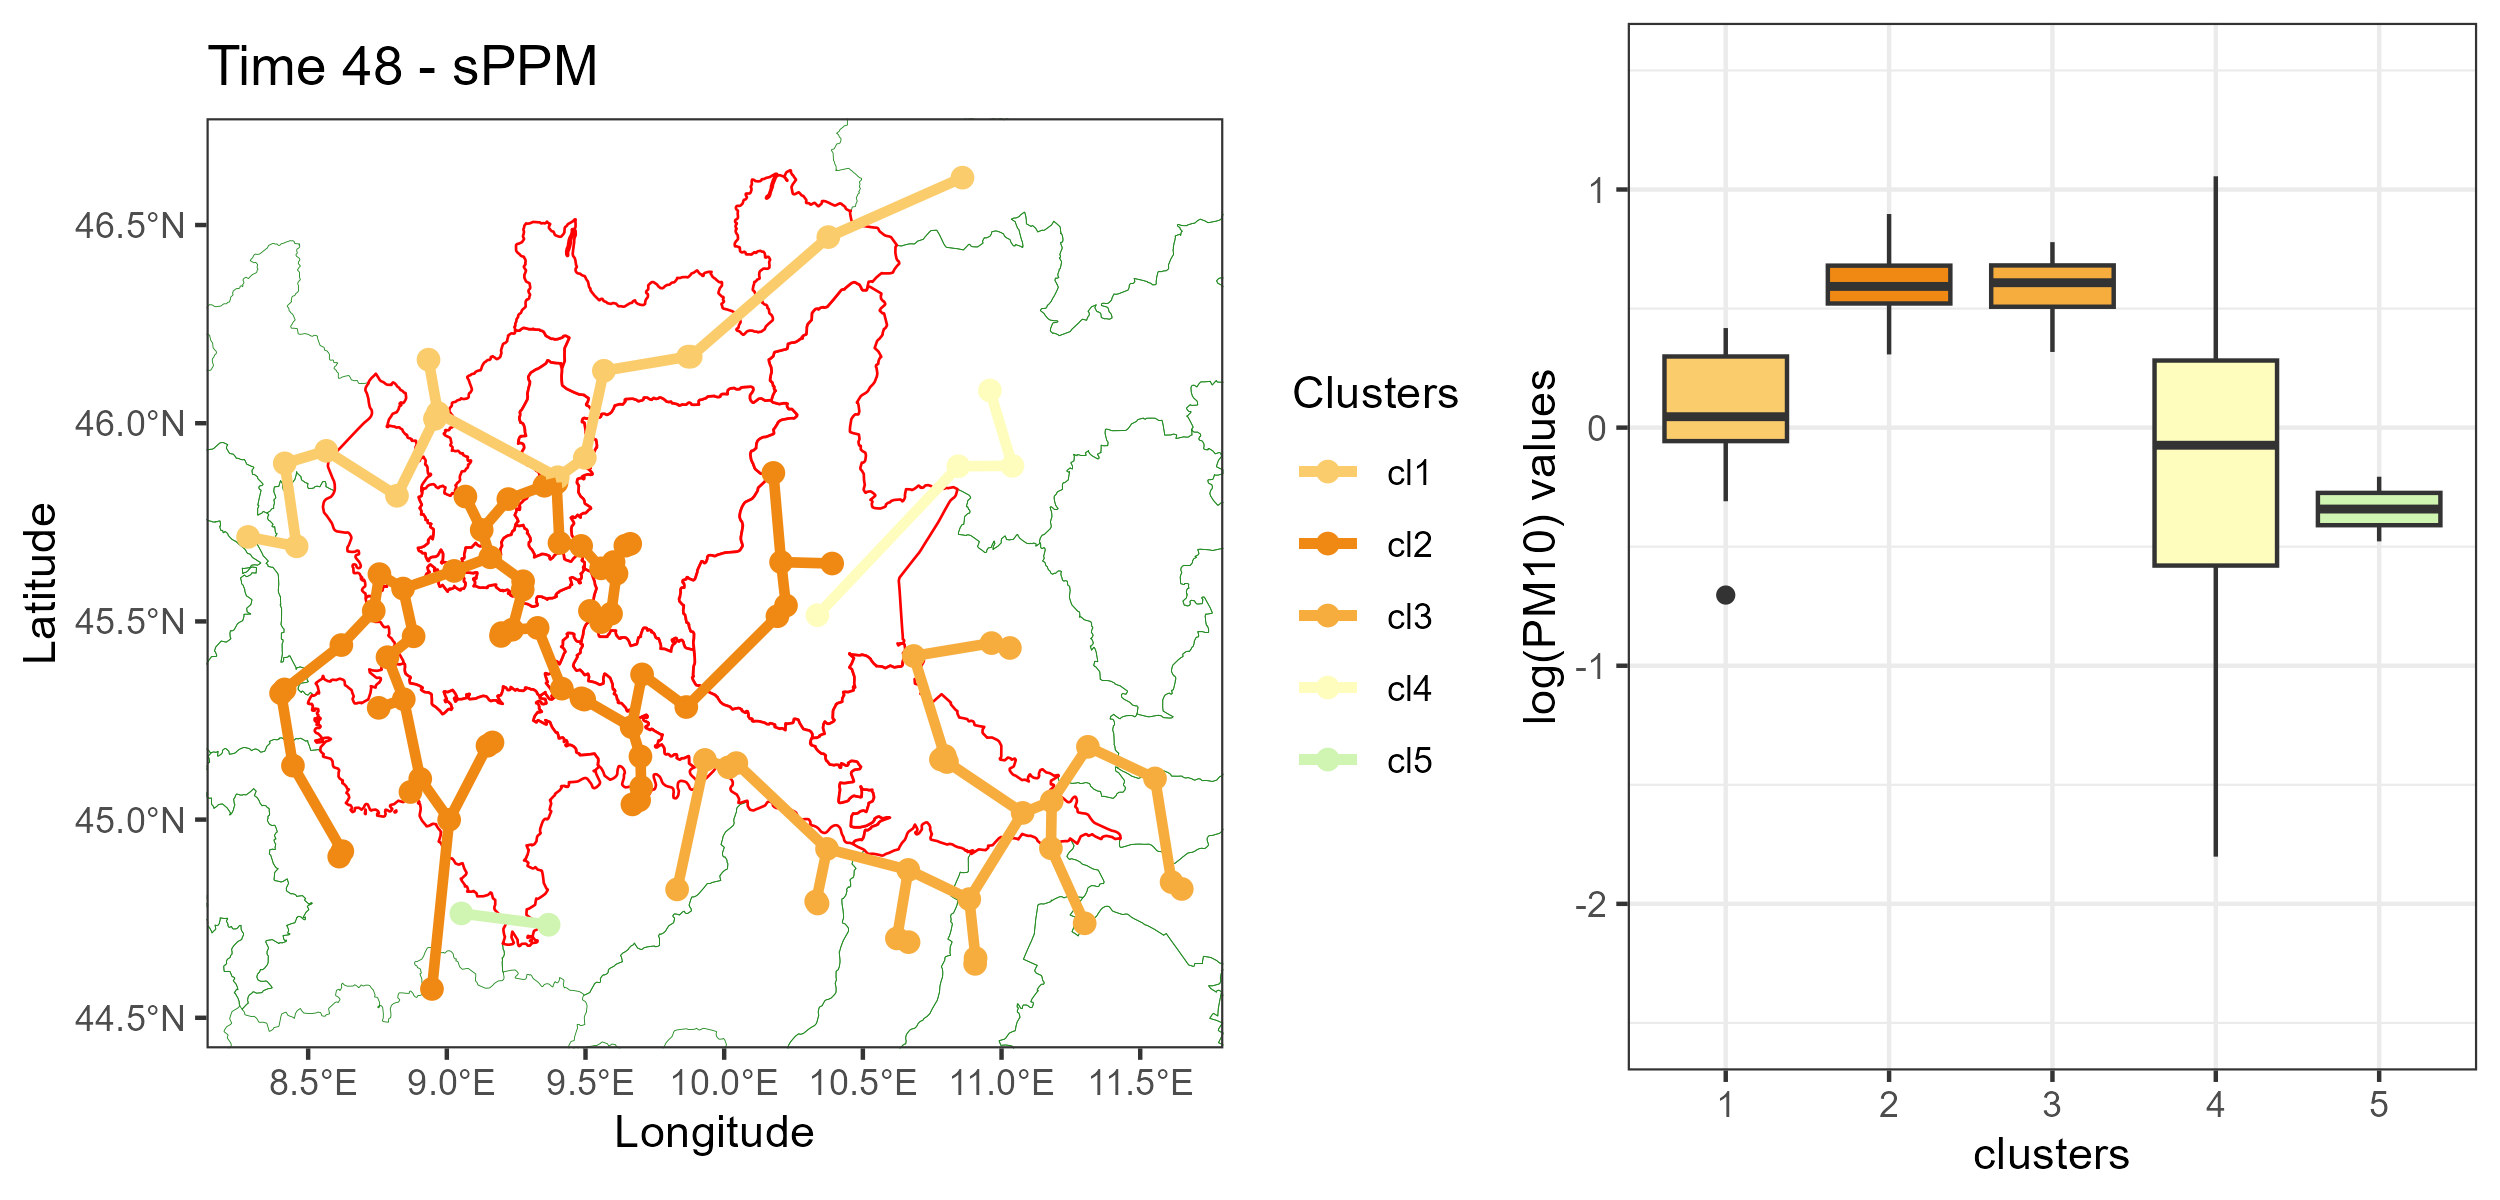 Time 48 - sPPM
Latitude
46.5°N
46.0°N
45.5°N
45.0°N
44.5°N
8.5°E 9.0°E 9.5°E 10.0°E 10.5°E 11.0°E 11.5°E
Longitude
Clusters
cl1
cl2
cl3
cl4
cl5
log(PM10) values
1
0
-1
-2
1 2 3 4 5
clusters